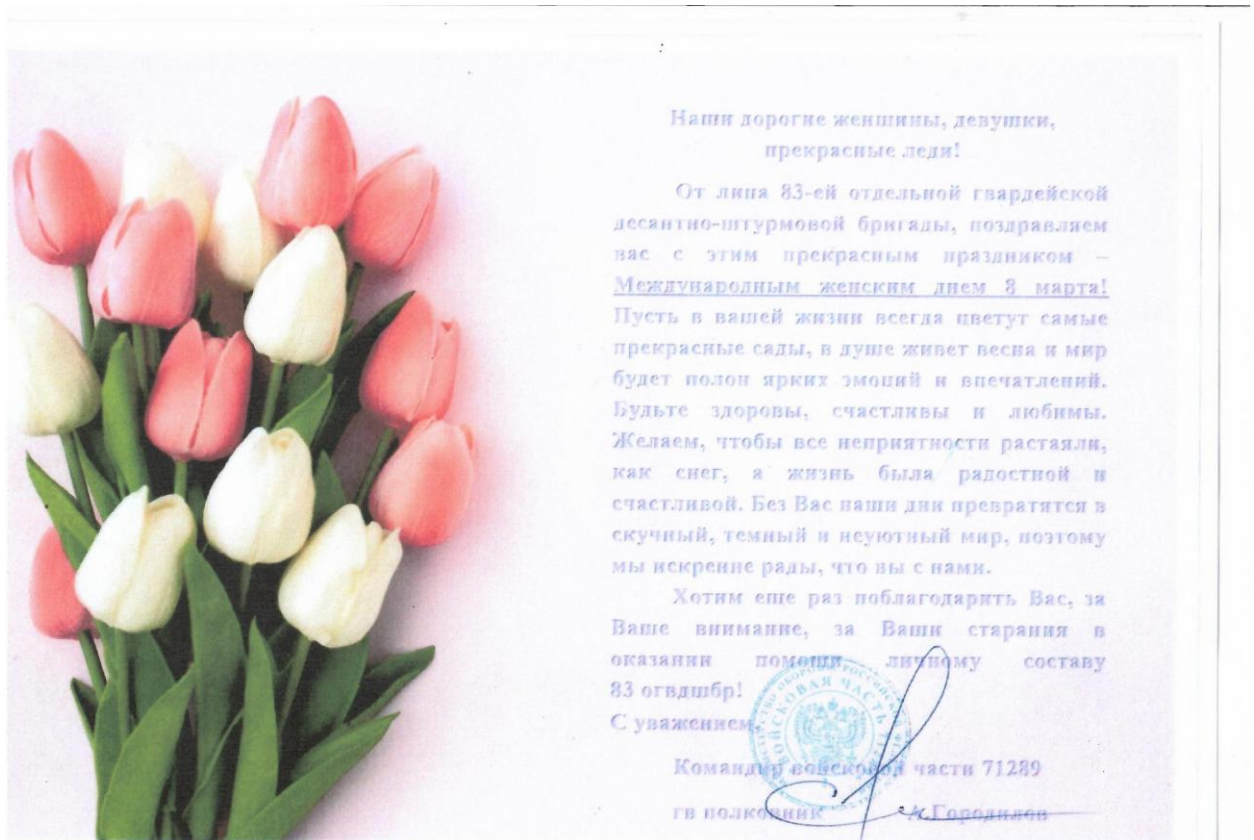 Наши дорогие женщины, девушки,
прекрасные леди!
От лица 83-ей отдельной гвардейской
десантно-штурмовой бригады, поздравляем
вас с этим прекрасным праздником –
Международным женским днем 8 марта!
Пусть в вашей жизни всегда цветут самые
прекрасные сады, в душе живет весна и мир
будет полон ярких эмоций и впечатлений.
Будьте здоровы, счастливы и любимы.
Желаем, чтобы все неприятности растаяли,
как снег, а жизнь была радостной и
счастливой. Без Вас наши дни превратятся в
скучный, темный и неуютный мир, поэтому
мы искренне рады, что вы с нами.
Хотим еще раз поблагодарить Вас, за
Ваше внимание, за Ваши старания в
оказании помощи личному составу
83 огвдшбр!
С уважением,
Командир войсковой части 71289
гв полковник А.Городилов
ВОЙСКОВАЯ ЧАСТЬ